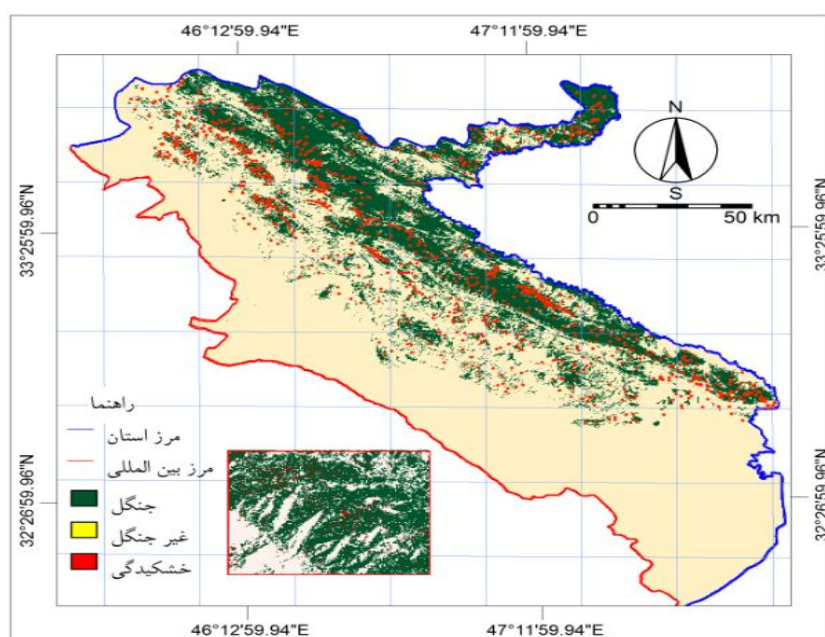 46°12'59.94"E 47°11'59.94"E
N
S
0 50 km
33°25'59.96"N 33°25'59.96"N
راهنما
مرز استان
مرز بین المللی
جنگل
غیر جنگل
خشکیدگی
32°26'59.96"N 32°26'59.96"N
46°12'59.94"E 47°11'59.94"E